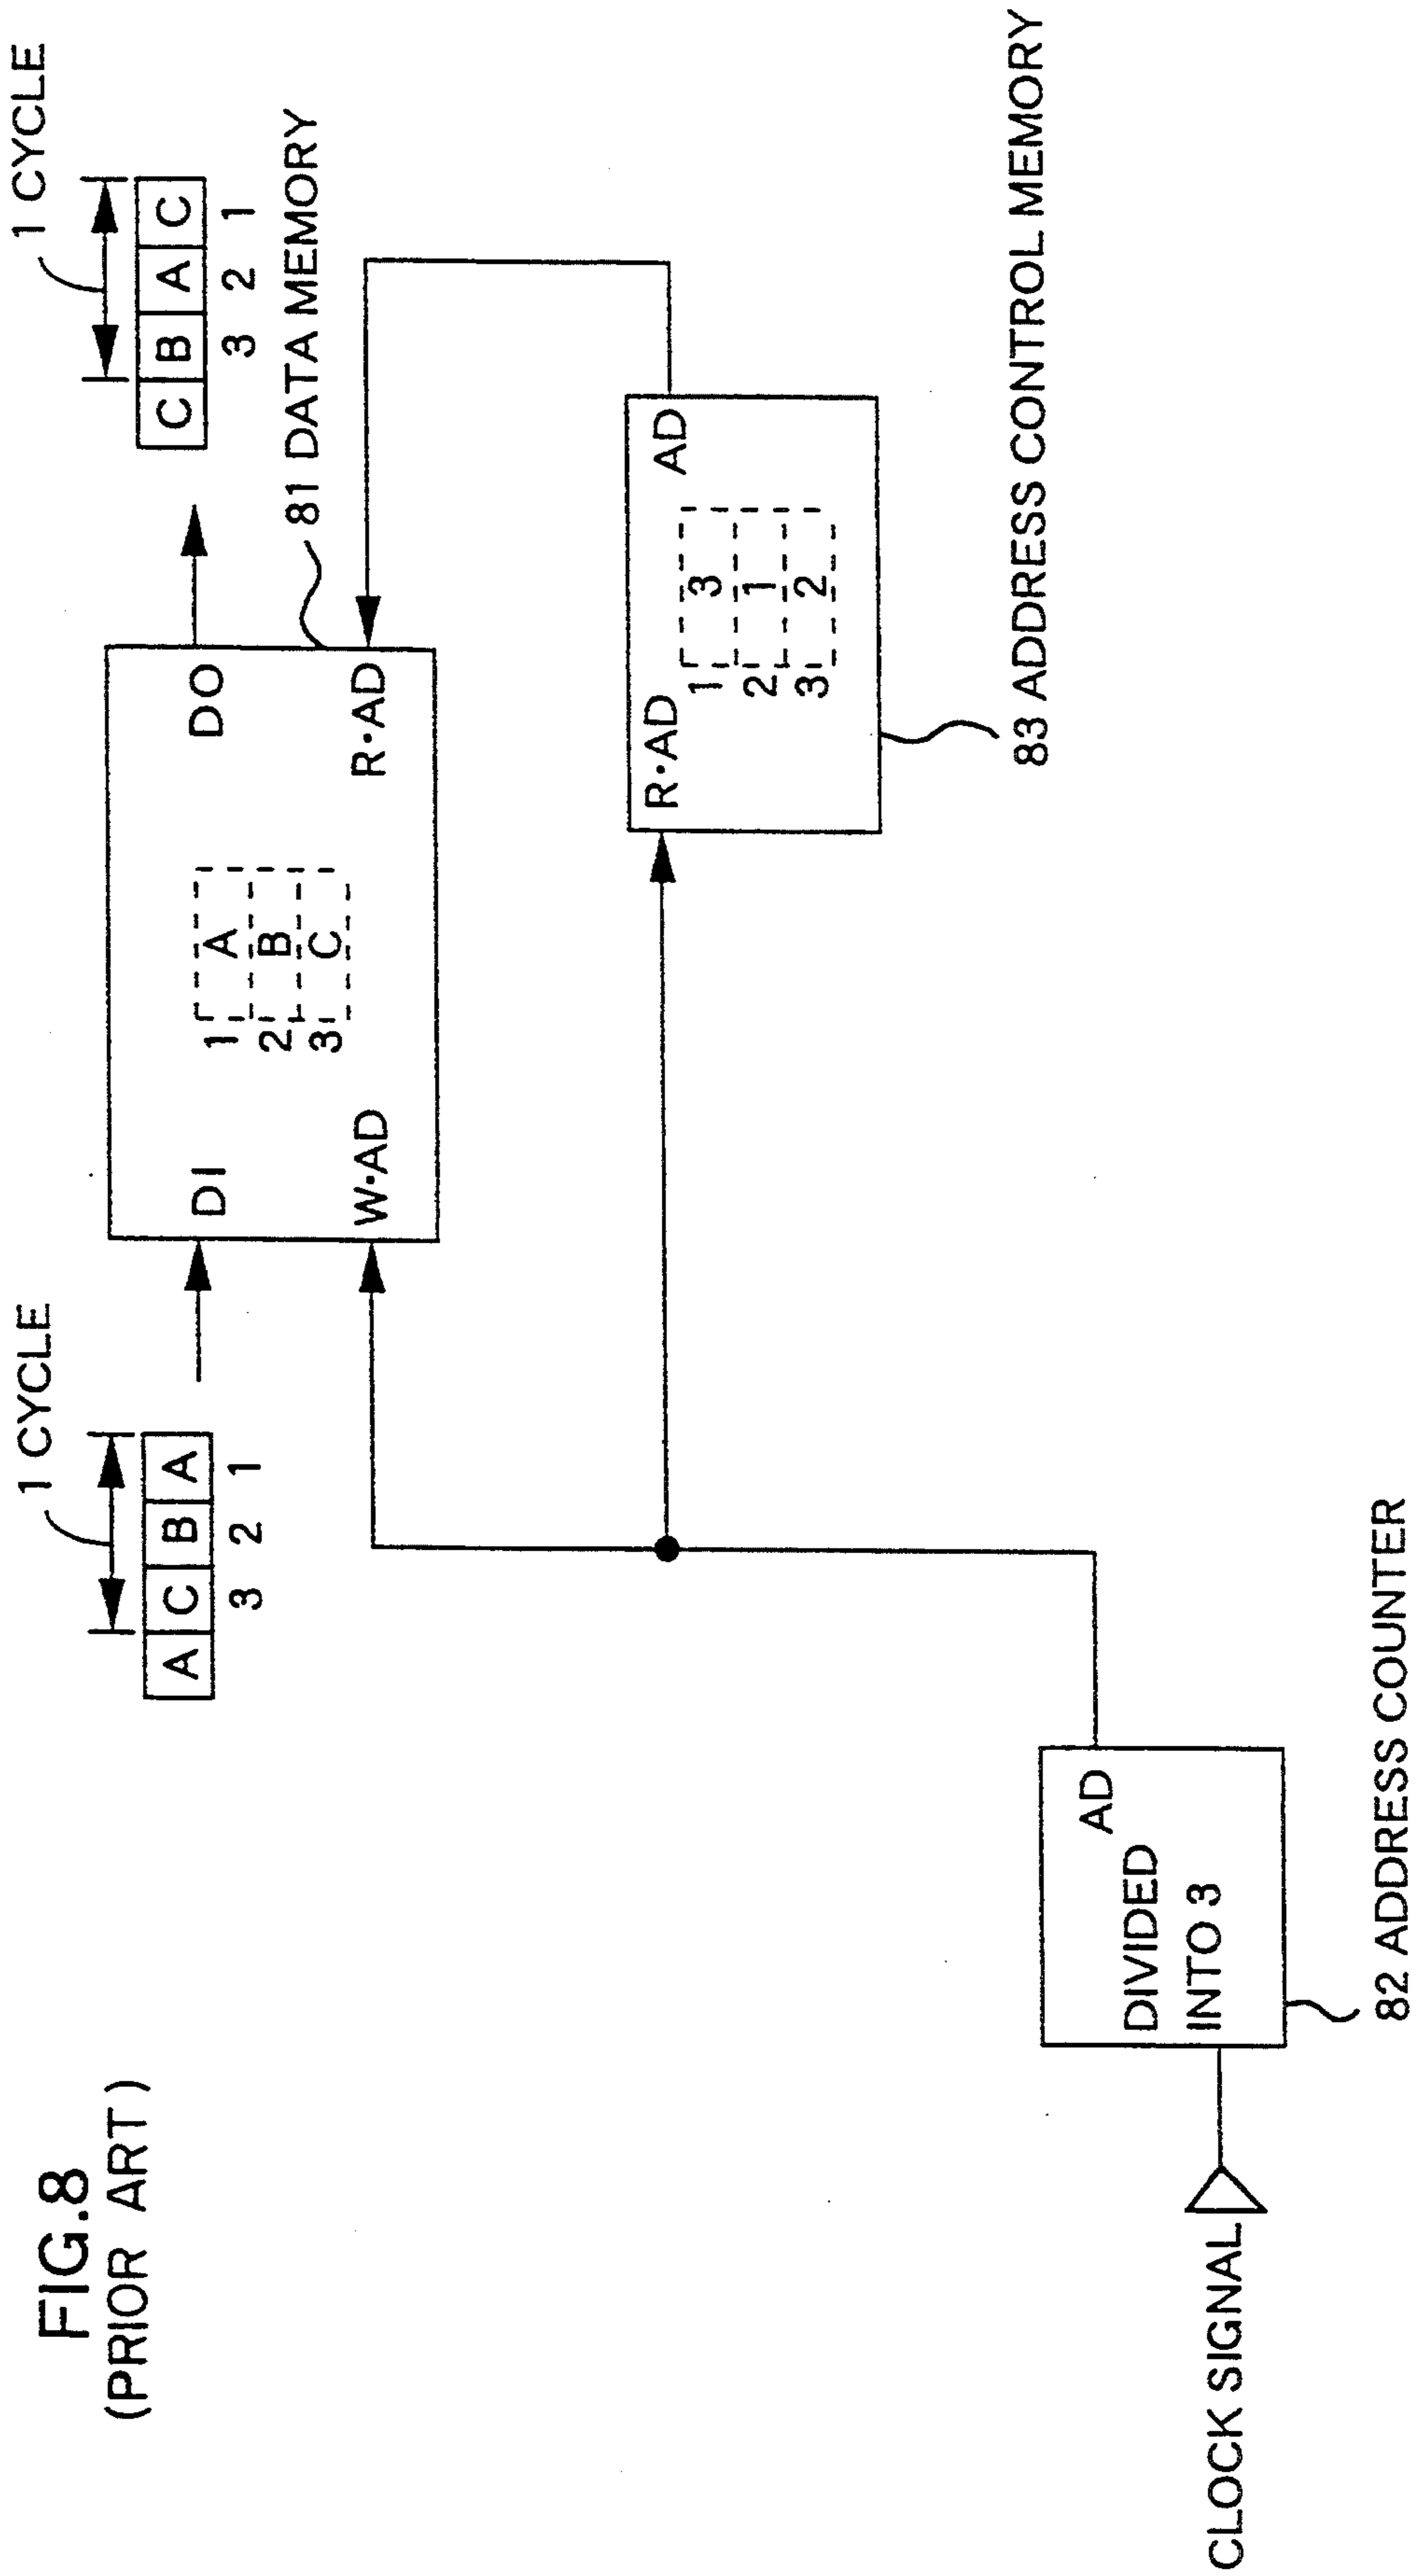 FIG.8
(PRIOR ART)
1 CYCLE
A C B A
3 2 1
1 CYCLE
C B A C
3 2 1
DI
DO
1 A
2 B
3 C
W·AD
R·AD
81 DATA MEMORY
R·AD
AD
1 3
2 1
3 2
83 ADDRESS CONTROL MEMORY
AD
DIVIDED
INTO 3
CLOCK SIGNAL
82 ADDRESS COUNTER